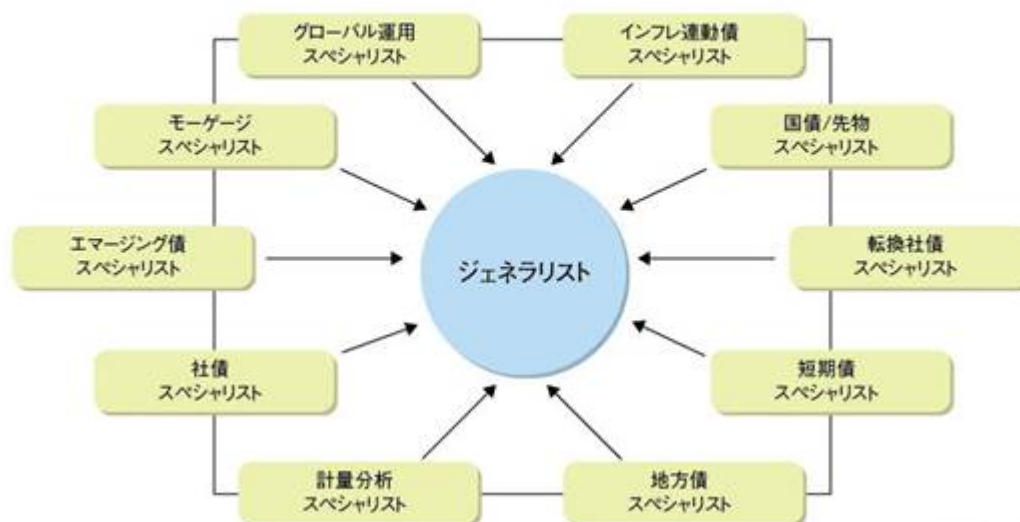 グローバル運用
スペシャリスト
インフレ連動債
スペシャリスト
モーゲージ
スペシャリスト
国債/先物
スペシャリスト
エマージング債
スペシャリスト
ジェネラリスト
転換社債
スペシャリスト
社債
スペシャリスト
短期債
スペシャリスト
計量分析
スペシャリスト
地方債
スペシャリスト